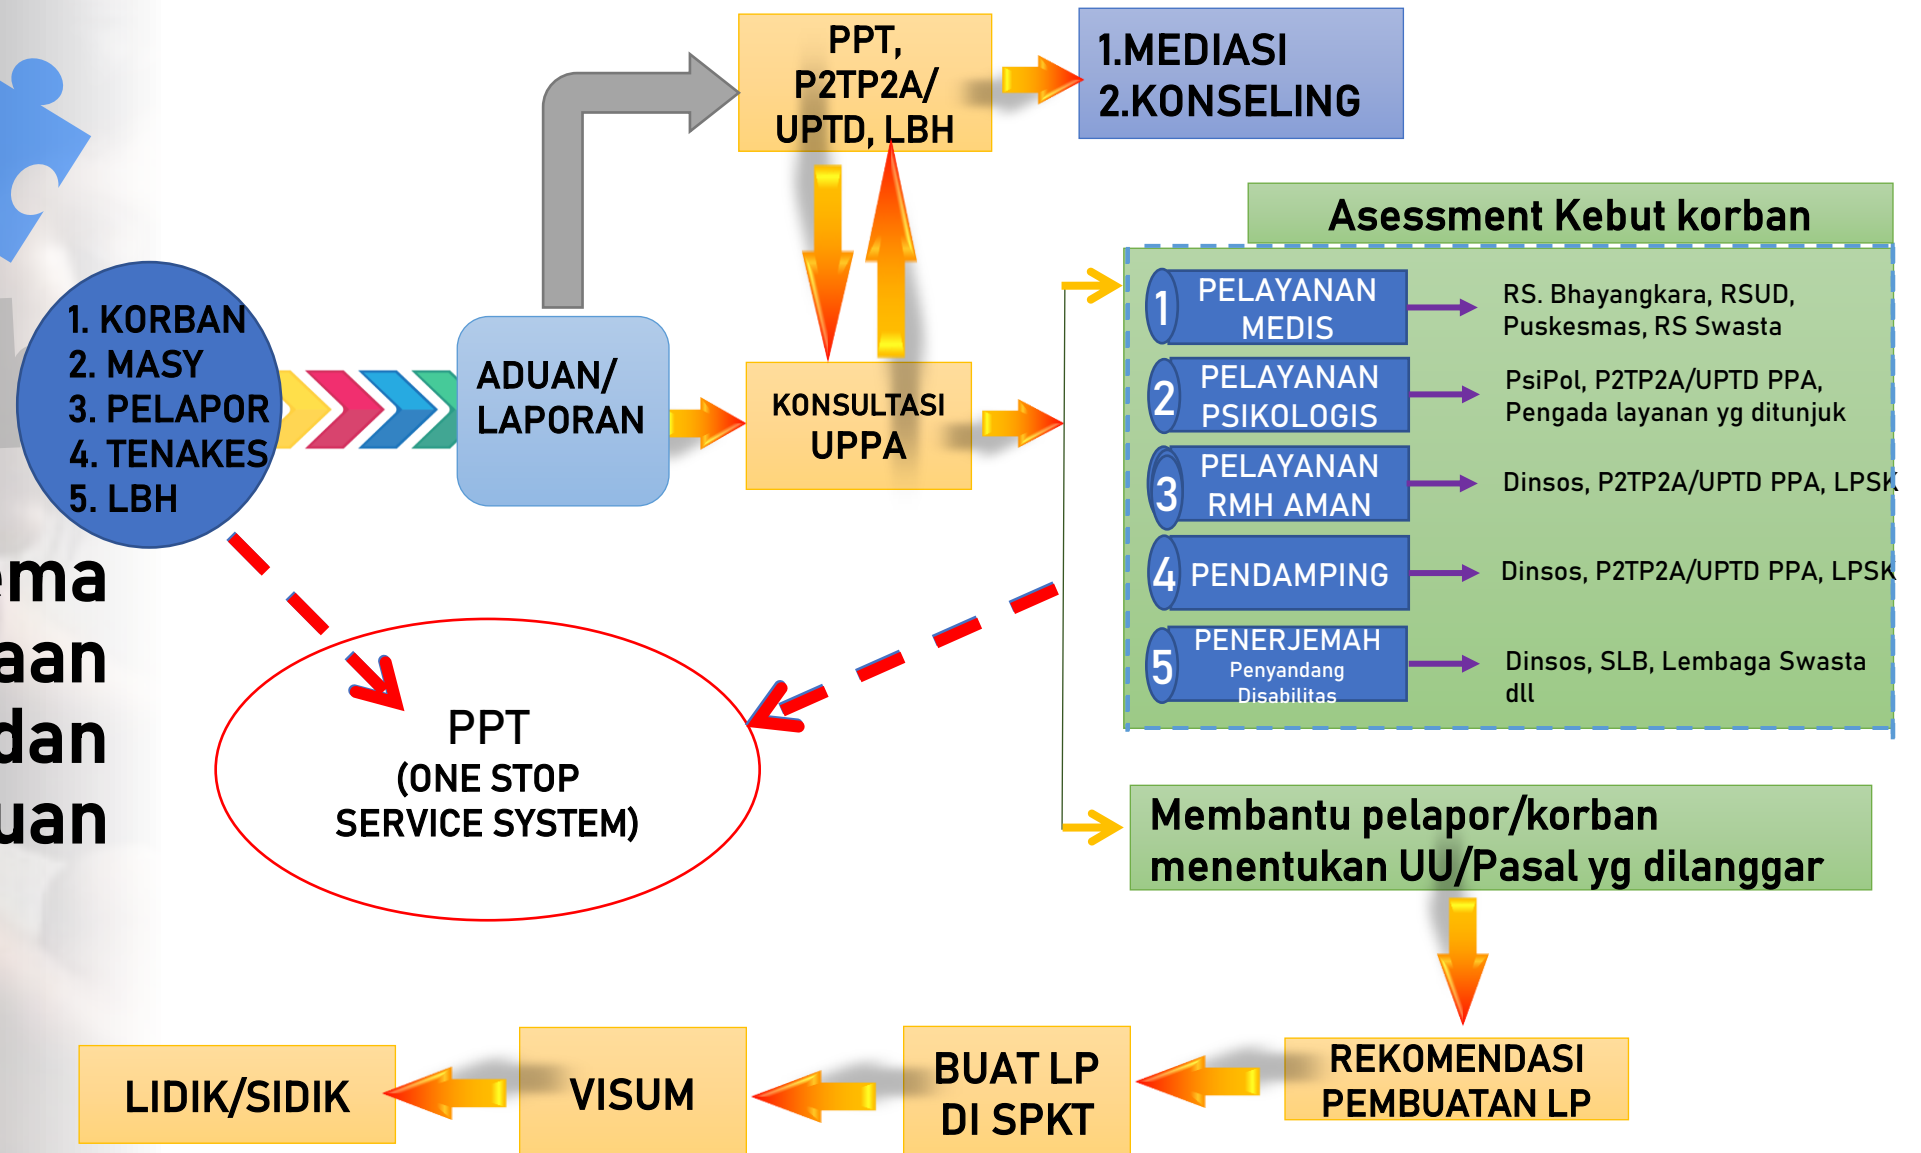 PPT,
P2TP2A/
UPTD, LBH
1.MEDIASI
2.KONSELING
Asessment Kebut korban
1. KORBAN
2. MASY
3. PELAPOR
4. TENAKES
5. LBH
ADUAN/
LAPORAN
KONSULTASI
UPPA
1 PELAYANAN
MEDIS
RS. Bhayangkara, RSUD,
Puskesmas, RS Swasta
2 PELAYANAN
PSIKOLOGIS
PsiPol, P2TP2A/UPTD PPA,
Pengada layanan yg ditunjuk
3 PELAYANAN
RMH AMAN
Dinsos, P2TP2A/UPTD PPA, LPSK
4 PENDAMPING
Dinsos, P2TP2A/UPTD PPA, LPSK
5 PENERJEMAH
Penyandang
Disabilitas
Dinsos, SLB, Lembaga Swasta
dll
ema
aan
dan
uan
PPT
(ONE STOP
SERVICE SYSTEM)
Membantu pelapor/korban
menentukan UU/Pasal yg dilanggar
REKOMENDASI
PEMBUATAN LP
BUAT LP
DI SPKT
VISUM
LIDIK/SIDIK